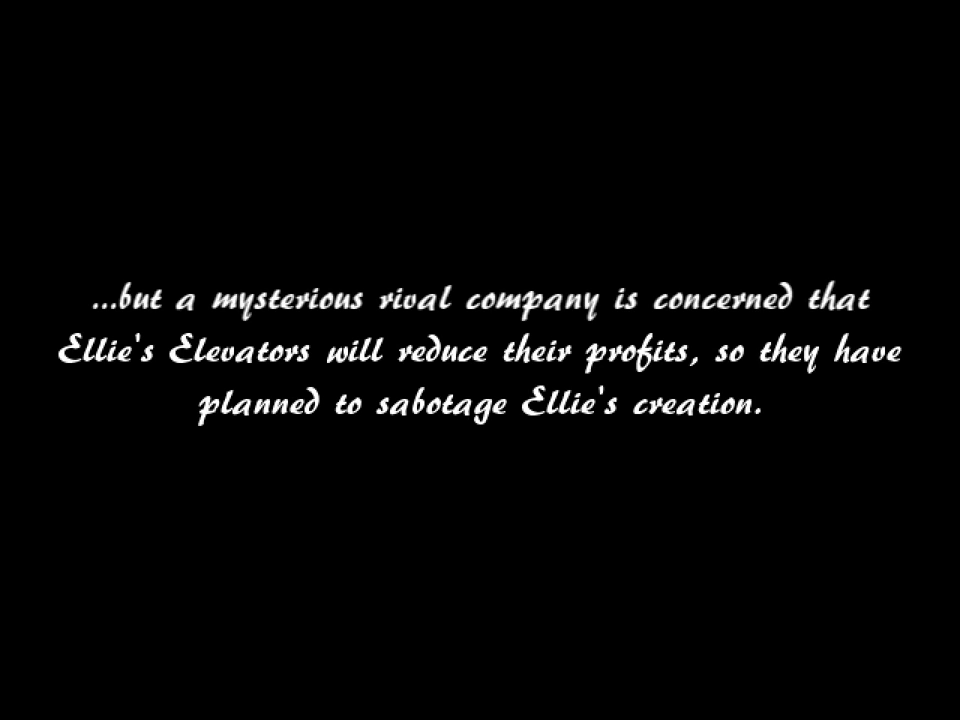 ...but a mysterious rival company is concerned that
Ellie's Elevators will reduce their profits, so they have
planned to sabotage Ellie's creation.